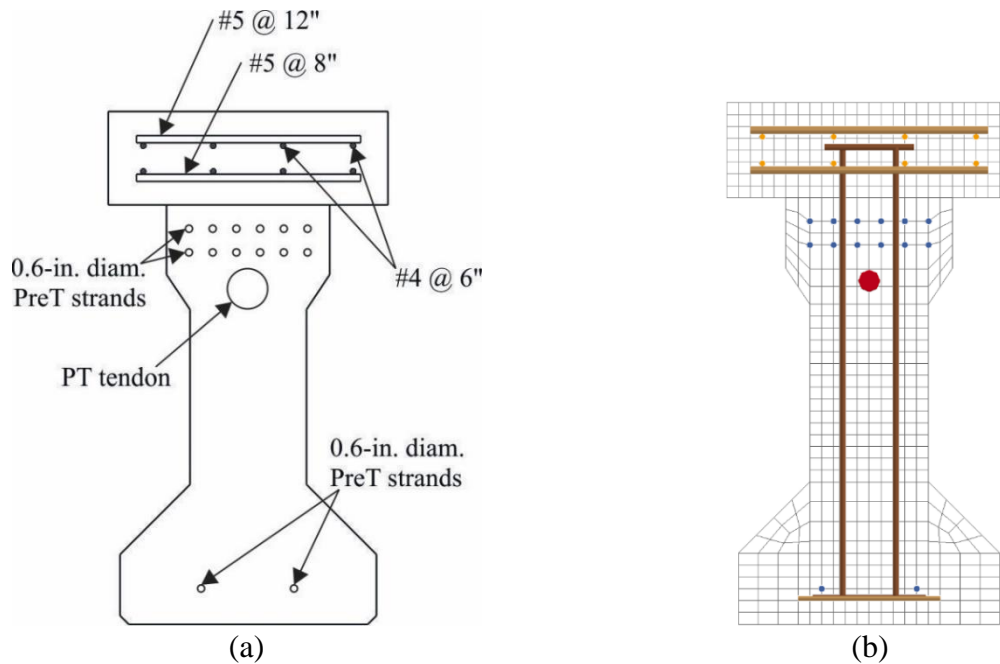 #5 @ 12"
#5 @ 8"
0.6-in. diam.
PreT strands
#4 @ 6"
PT tendon
0.6-in. diam.
PreT strands
(a)
(b)